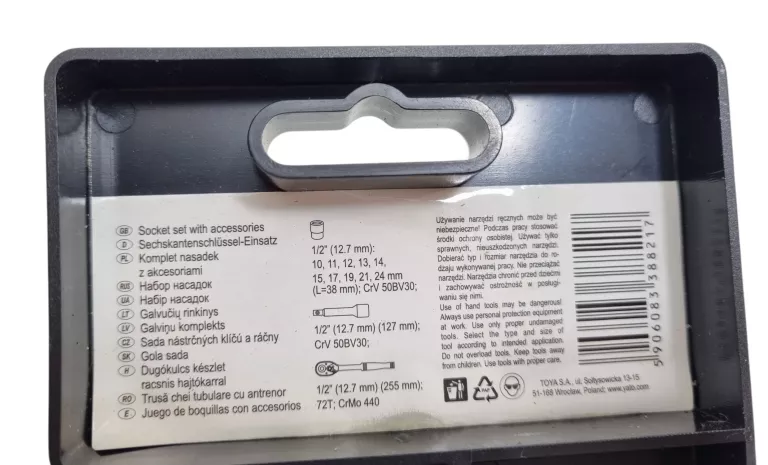 GB Socket set with accessories
D Sechskantenschlüssel-Einsatz
PL Komplet nasadek
z akcesoriami
RUS Набор насадок
UA Набір насадок
LT Galvučių rinkinys
LV Galviņu komplekts
CZ Sada nástrčných klíčů a ráčny
SK Gola sada
H Dugókulcs készlet
racsnis hajtókarral
RO Trusă chei tubulare cu antrenor
E Juego de boquillas con accesorios
1/2" (12.7 mm):
10, 11, 12, 13, 14,
15, 17, 19, 21, 24 mm
(L=38 mm); CrV 50BV30;
1/2" (12.7 mm) (127 mm);
CrV 50BV30;
1/2" (12.7 mm) (255 mm);
72T; CrMo 440
Używanie narzędzi ręcznych może być
niebezpieczne! Podczas pracy stosować
środki ochrony osobistej. Używać tylko
sprawnych, nieuszkodzonych narzędzi.
Dobierać typ i rozmiar narzędzia do ro-
dzaju wykonywanej pracy. Nie przeciążać
narzędzi. Narzędzia chronić przed dziećmi
i zachowywać ostrożność w posługi-
waniu się nimi.
Use of hand tools may be dangerous!
Always use personal protection equipment
at work. Use only proper undamaged
tools. Select the type and size of
tool according to intended application.
Do not overload tools. Keep tools away
from children. Use tools with proper care.
PAP
TOYA S.A., ul. Sołtysowicka 13-15
51-168 Wrocław, Poland; www.yato.com
5906083388217